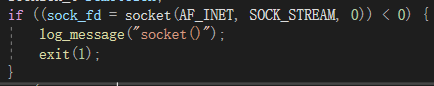 if ((sock_fd = socket(AF_INET, SOCK_STREAM, 0)) < 0) {
log_message("socket()");
exit(1);
}